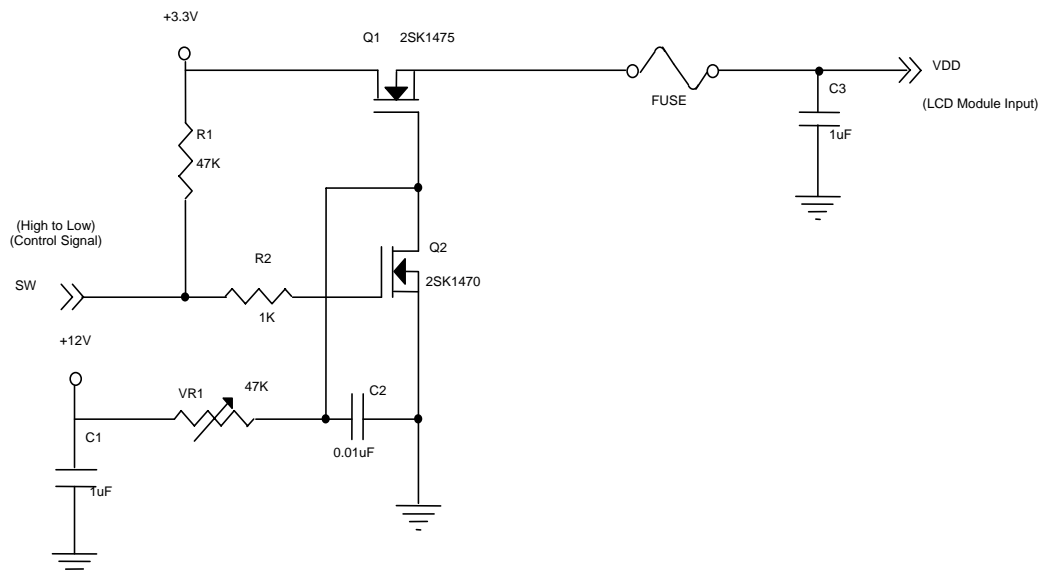 +3.3V
Q1 2SK1475
VDD
FUSE
C3
(LCD Module Input)
R1
1uF
47K
(High to Low)
(Control Signal)
Q2
R2
SW
2SK1470
1K
+12V
VR1
47K
C2
C1
0.01uF
1uF